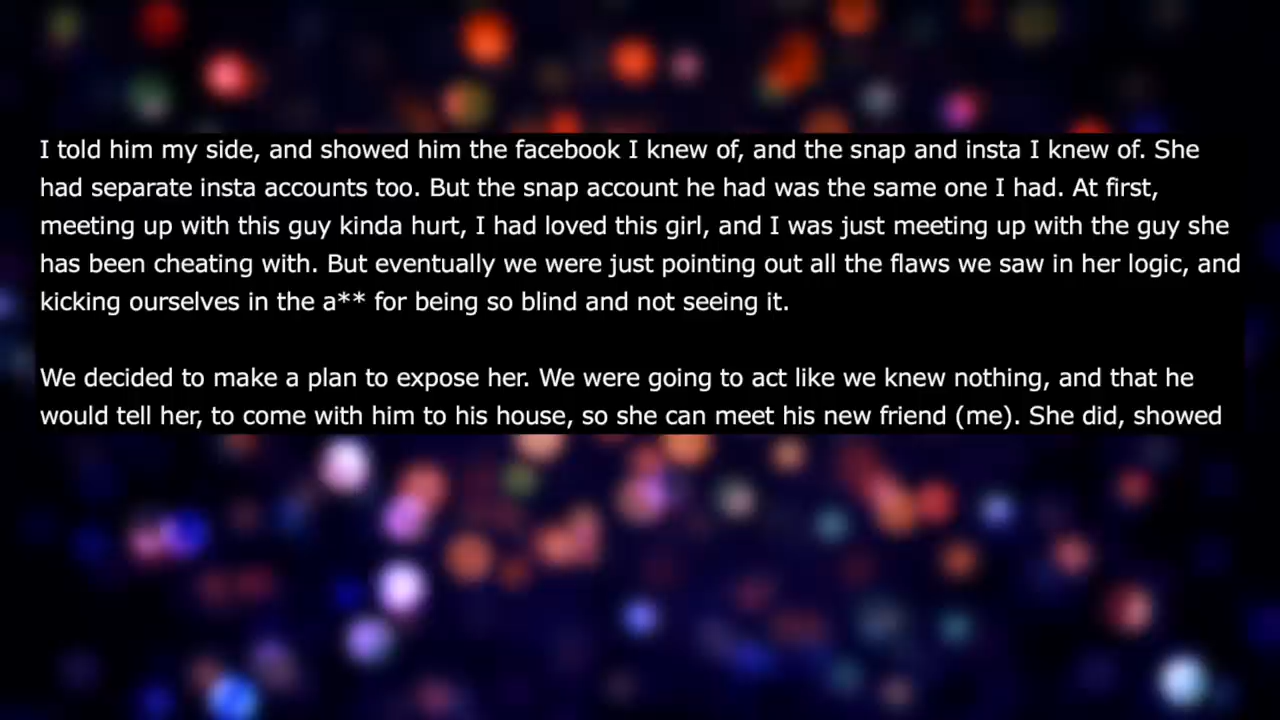 I told him my side, and showed him the facebook I knew of, and the snap and insta I knew of. She
had separate insta accounts too. But the snap account he had was the same one I had. At first,
meeting up with this guy kinda hurt, I had loved this girl, and I was just meeting up with the guy she
has been cheating with. But eventually we were just pointing out all the flaws we saw in her logic, and
kicking ourselves in the a** for being so blind and not seeing it.
We decided to make a plan to expose her. We were going to act like we knew nothing, and that he
would tell her, to come with him to his house, so she can meet his new friend (me). She did, showed